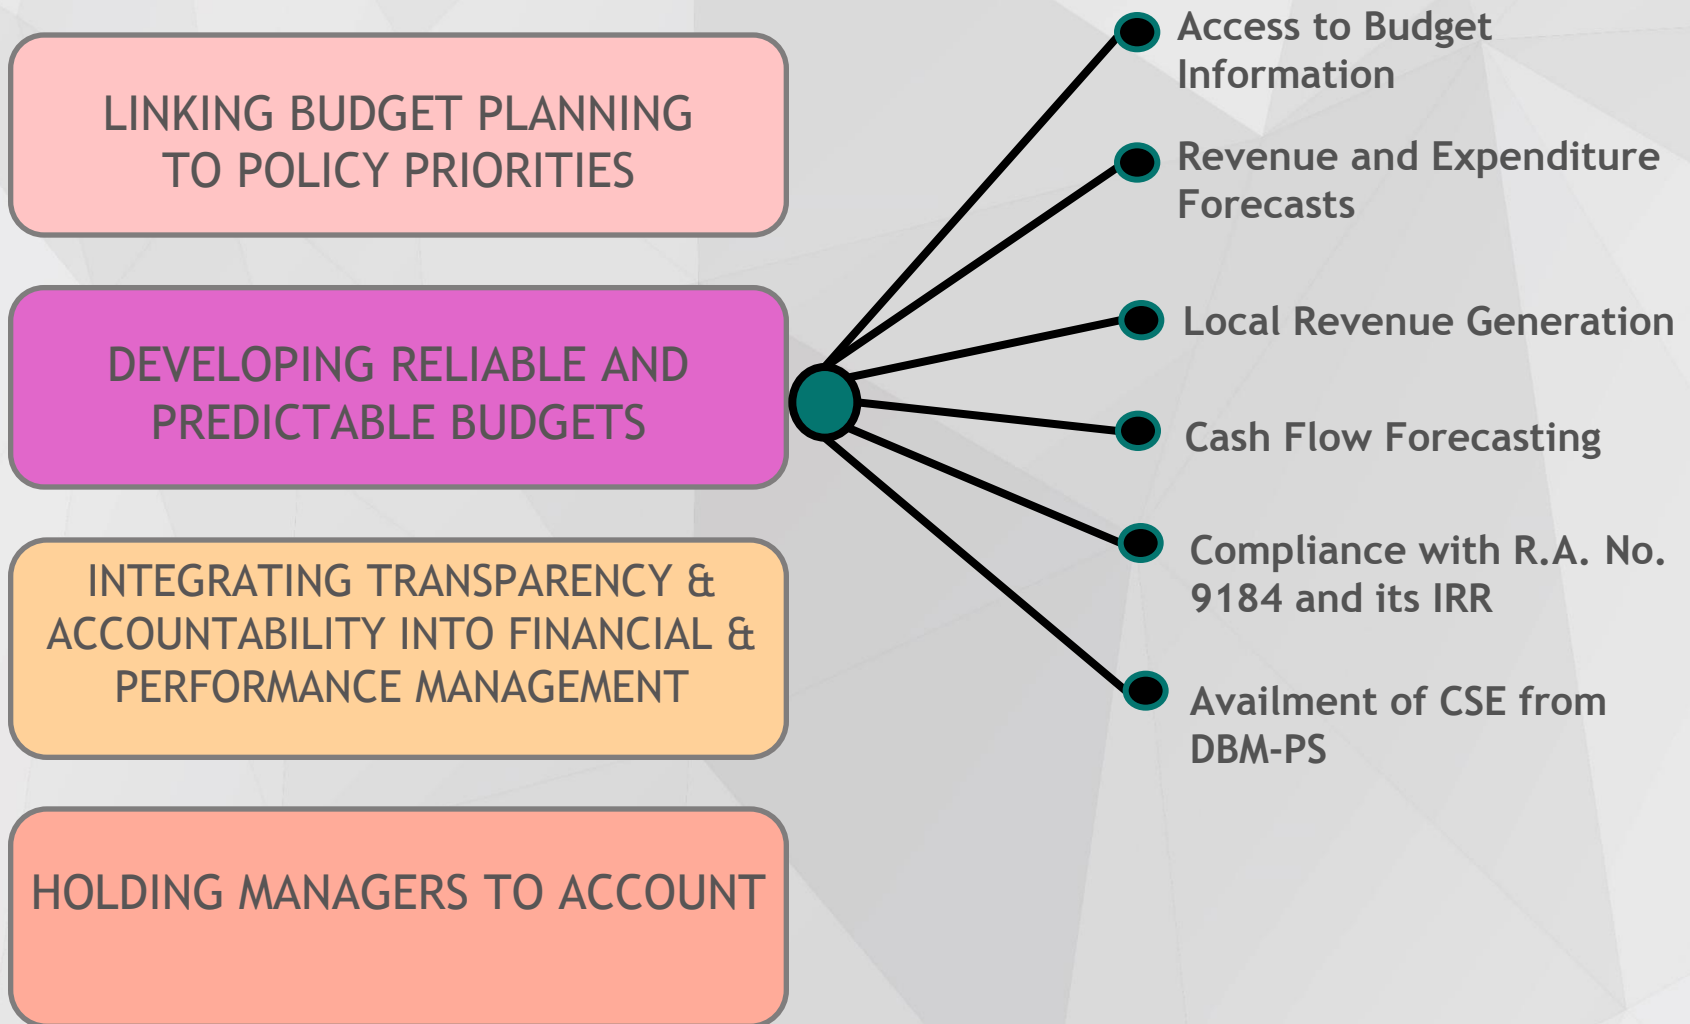 LINKING BUDGET PLANNING
TO POLICY PRIORITIES
DEVELOPING RELIABLE AND
PREDICTABLE BUDGETS
INTEGRATING TRANSPARENCY &
ACCOUNTABILITY INTO FINANCIAL &
PERFORMANCE MANAGEMENT
HOLDING MANAGERS TO ACCOUNT
Access to Budget
Information
Revenue and Expenditure
Forecasts
Local Revenue Generation
Cash Flow Forecasting
Compliance with R.A. No.
9184 and its IRR
Availment of CSE from
DBM-PS